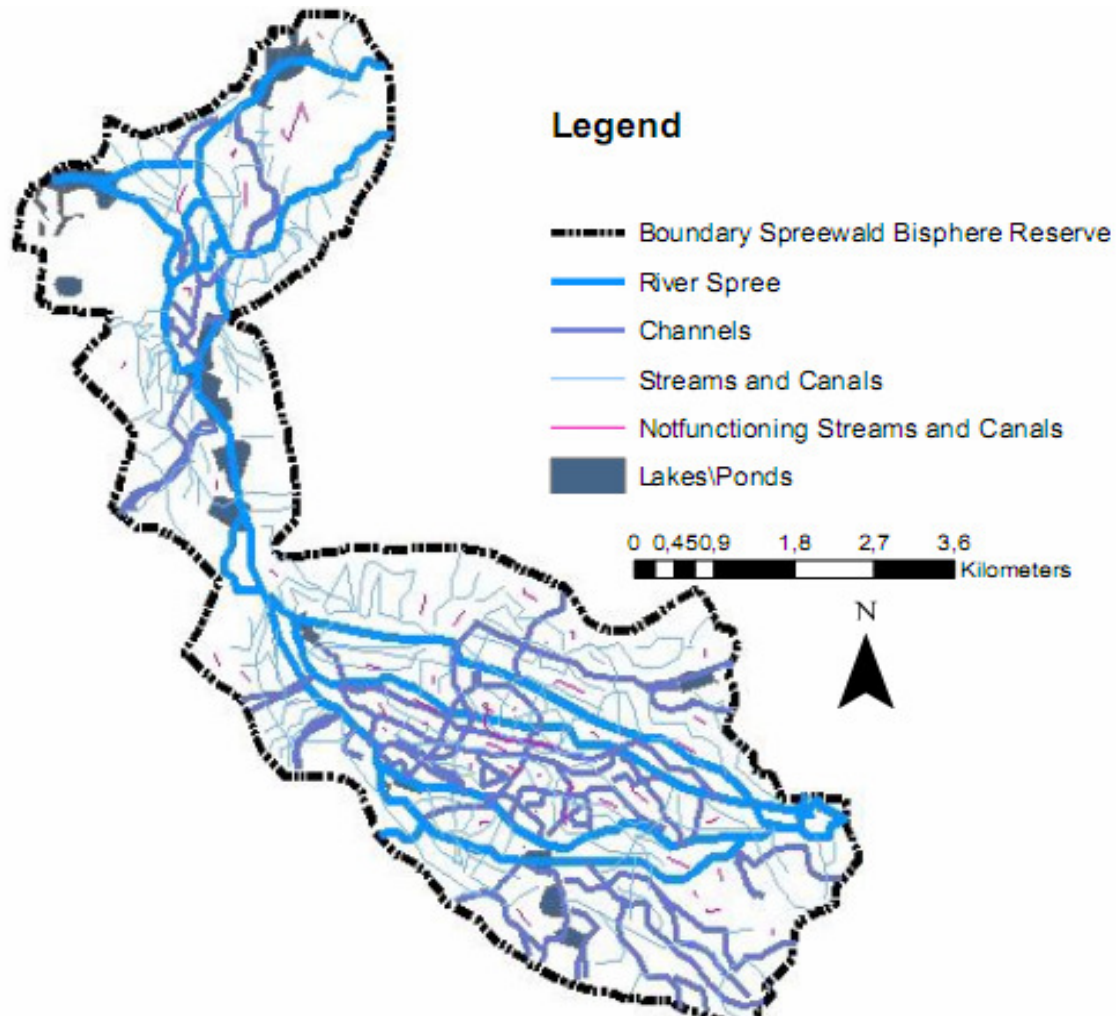 Legend
Boundary Spreewald Bisphere Reserve
River Spree
Channels
Streams and Canals
Notfunctioning Streams and Canals
Lakes\Ponds
0 0,450,9 1,8 2,7 3,6
Kilometers
N